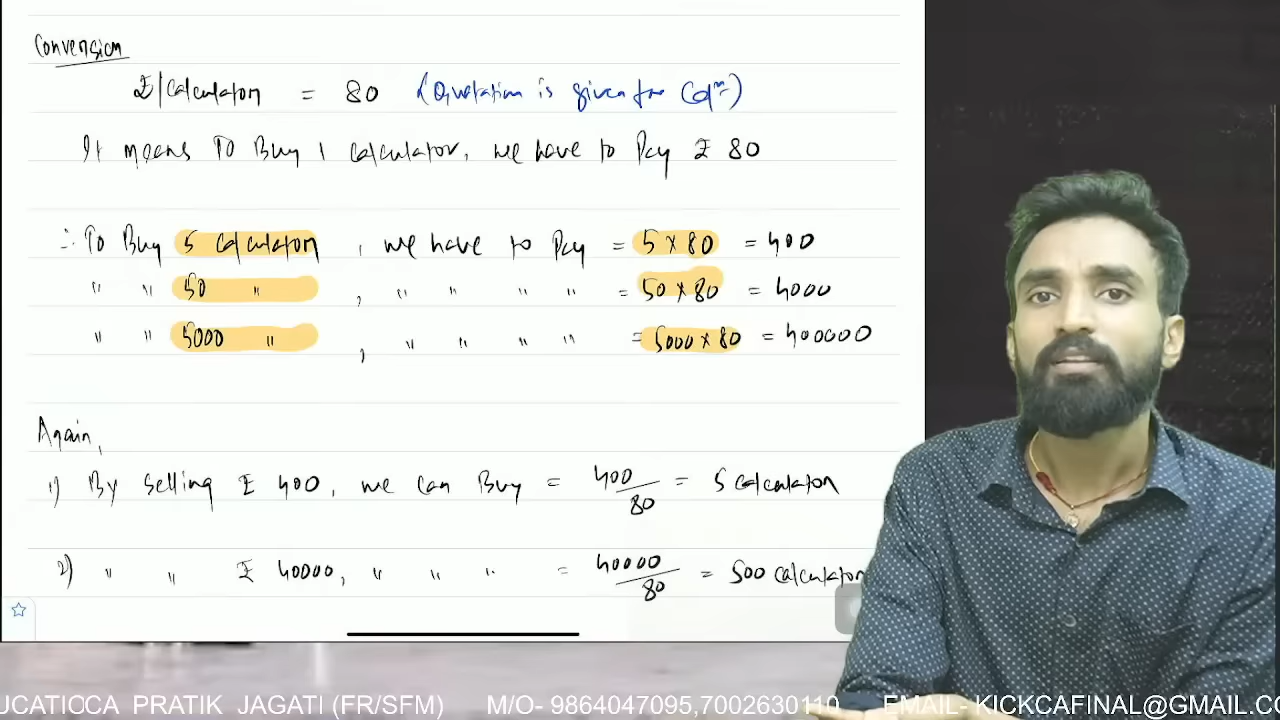 Conversion
₹/Calculator = 80 (Quotation is given for Calr)
It means To Buy 1 calculator, we have to Pay ₹ 80
∴ To Buy 5 calculator, we have to Pay = 5 × 80 = 400
" " 50 " , " " " " = 50 × 80 = 4000
" " 5000 " , " " " " = 5000 × 80 = 400000
Again,
1) By selling ₹ 400, we can Buy = 400/80 = 5 calculator
2) " " ₹ 40000, " " " = 40000/80 = 500 calculator
UCATIOCA PRATIK JAGATI (FR/SFM) M/O- 9864047095,7002630110 EMAIL- KICKCAFINAL@GMAIL.CO